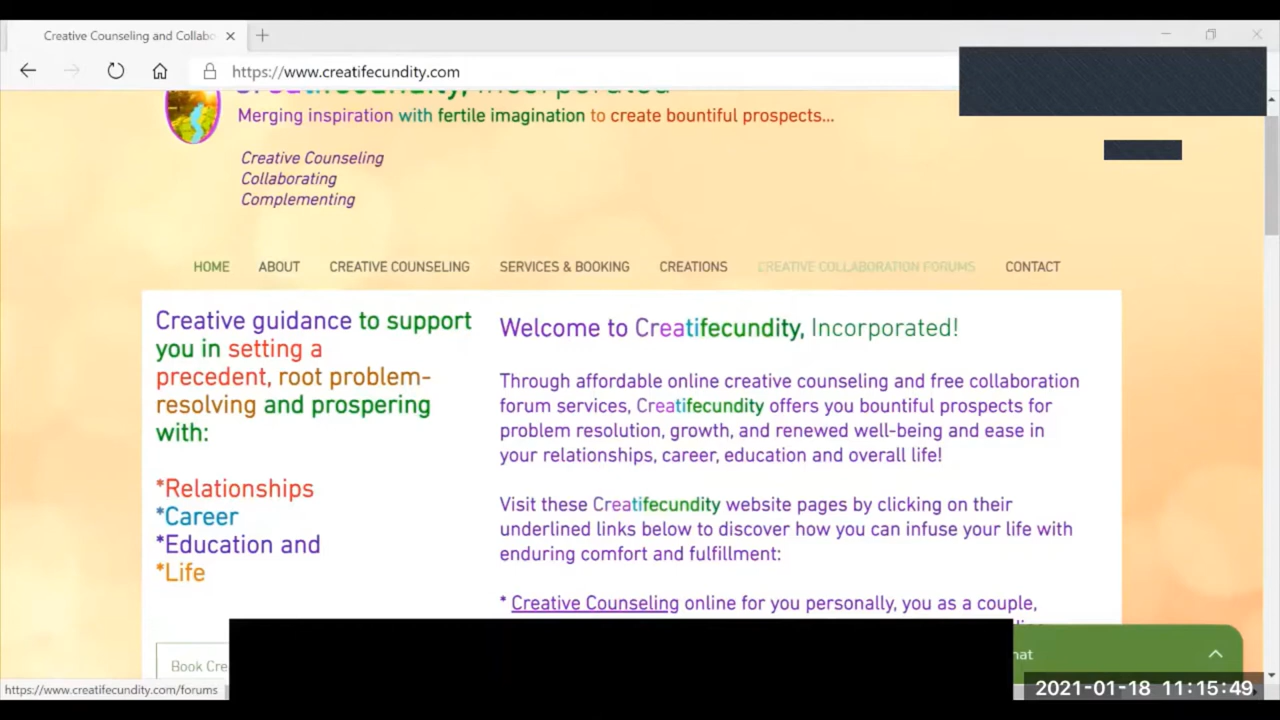 Creative Counseling and Collabo
https://www.creatifecundity.com
Creatifecundity, Incorporated
Merging inspiration with fertile imagination to create bountiful prospects...
Creative Counseling
Collaborating
Complementing
HOME ABOUT CREATIVE COUNSELING SERVICES & BOOKING CREATIONS CREATIVE COLLABORATION FORUMS CONTACT
Creative guidance to support
you in setting a
precedent, root problem-
resolving and prospering
with:
*Relationships
*Career
*Education and
*Life
Book Cre
Welcome to Creatifecundity, Incorporated!
Through affordable online creative counseling and free collaboration
forum services, Creatifecundity offers you bountiful prospects for
problem resolution, growth, and renewed well-being and ease in
your relationships, career, education and overall life!
Visit these Creatifecundity website pages by clicking on their
underlined links below to discover how you can infuse your life with
enduring comfort and fulfillment:
* Creative Counseling online for you personally, you as a couple,
hat
https://www.creatifecundity.com/forums
2021-01-18 11:15:49